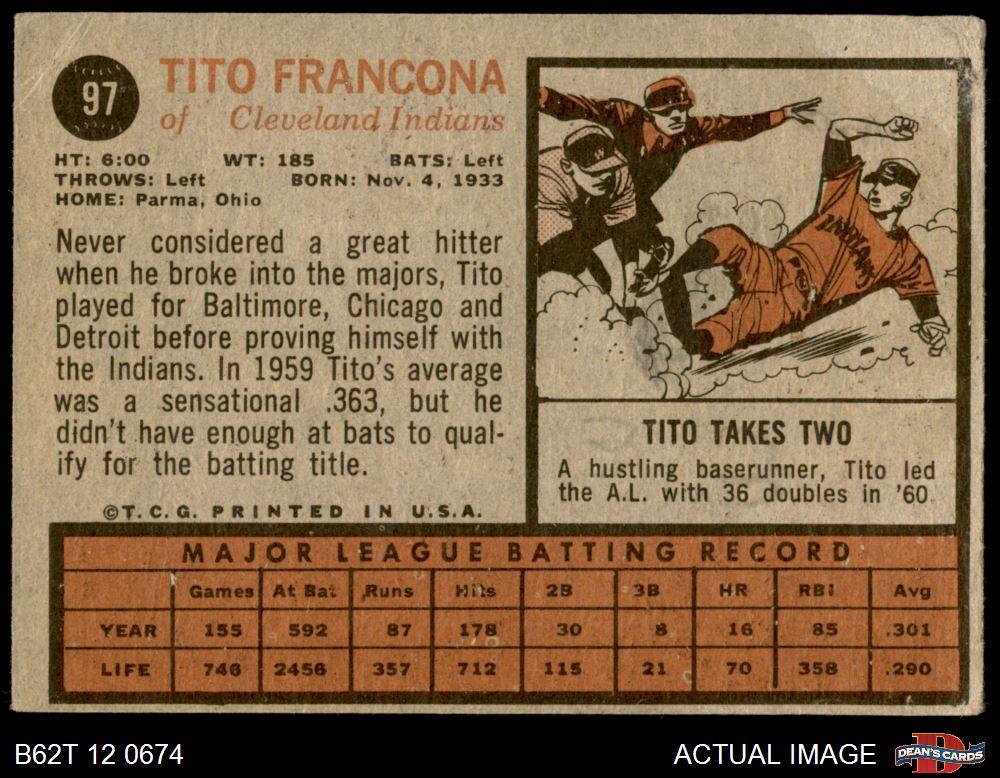 97
TITO FRANCONA
of Cleveland Indians
HT: 6:00 WT: 185 BATS: Left
THROWS: Left BORN: Nov. 4, 1933
HOME: Parma, Ohio
Never considered a great hitter
when he broke into the majors, Tito
played for Baltimore, Chicago and
Detroit before proving himself with
the Indians. In 1959 Tito's average
was a sensational .363, but he
didn't have enough at bats to qual-
ify for the batting title.
©T.C.G. PRINTED IN U.S.A.
INDIANS
TITO TAKES TWO
A hustling baserunner, Tito led
the A.L. with 36 doubles in '60.
MAJOR LEAGUE BATTING RECORD
Games At Bat Runs Hits 2B 3B HR RBI Avg
YEAR 155 592 87 178 30 8 16 85 .301
LIFE 746 2456 357 712 115 21 70 358 .290
B62T 12 0674 ACTUAL IMAGE
DEAN'S CARDS